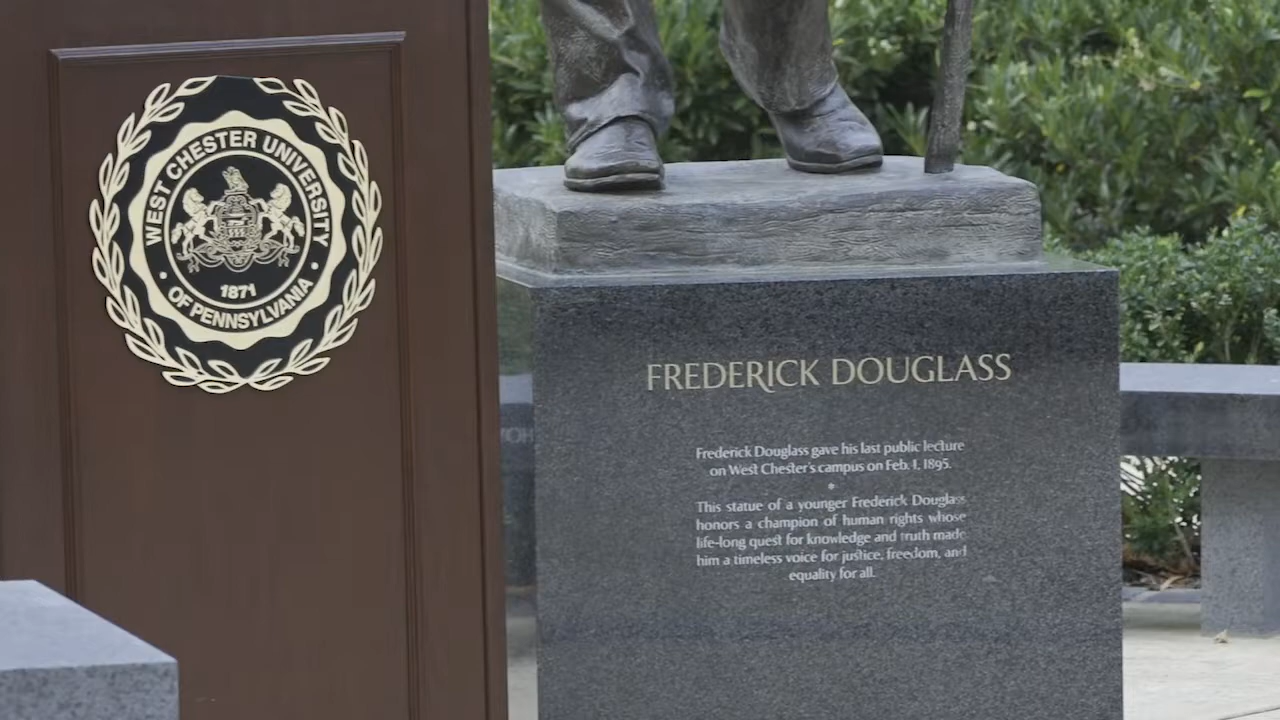 WEST CHESTER UNIVERSITY
1871
OF PENNSYLVANIA
FREDERICK DOUGLASS
Frederick Douglass gave his last public lecture
on West Chester's campus on Feb. 1, 1895.
*
This statue of a younger Frederick Douglass
honors a champion of human rights whose
life-long quest for knowledge and truth made
him a timeless voice for justice, freedom, and
equality for all.